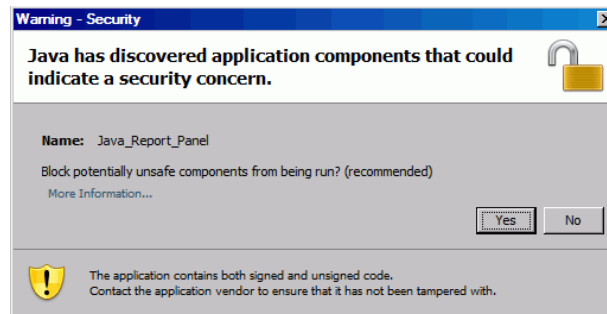 Warning - Security
Java has discovered application components that could
indicate a security concern.
Name: Java_Report_Panel
Block potentially unsafe components from being run? (recommended)
More Information...
Yes No
The application contains both signed and unsigned code.
Contact the application vendor to ensure that it has not been tampered with.